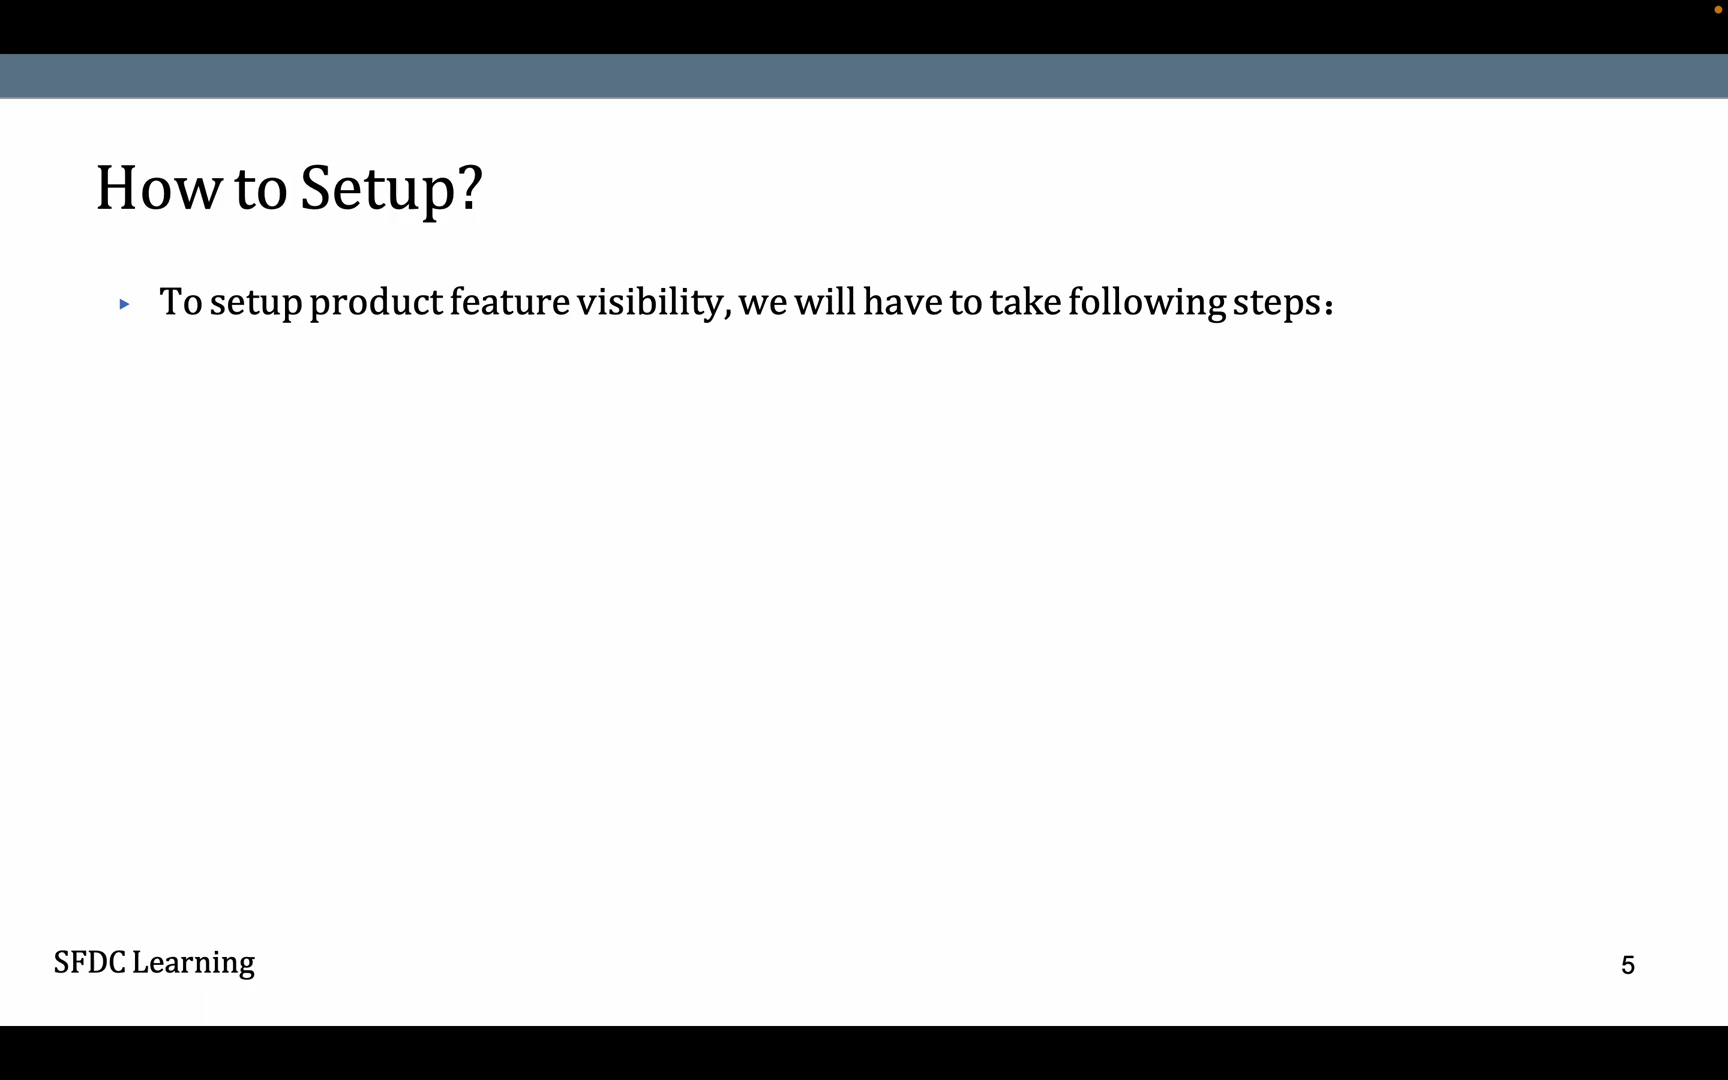 How to Setup?
To setup product feature visibility, we will have to take following steps:
SFDC Learning
5